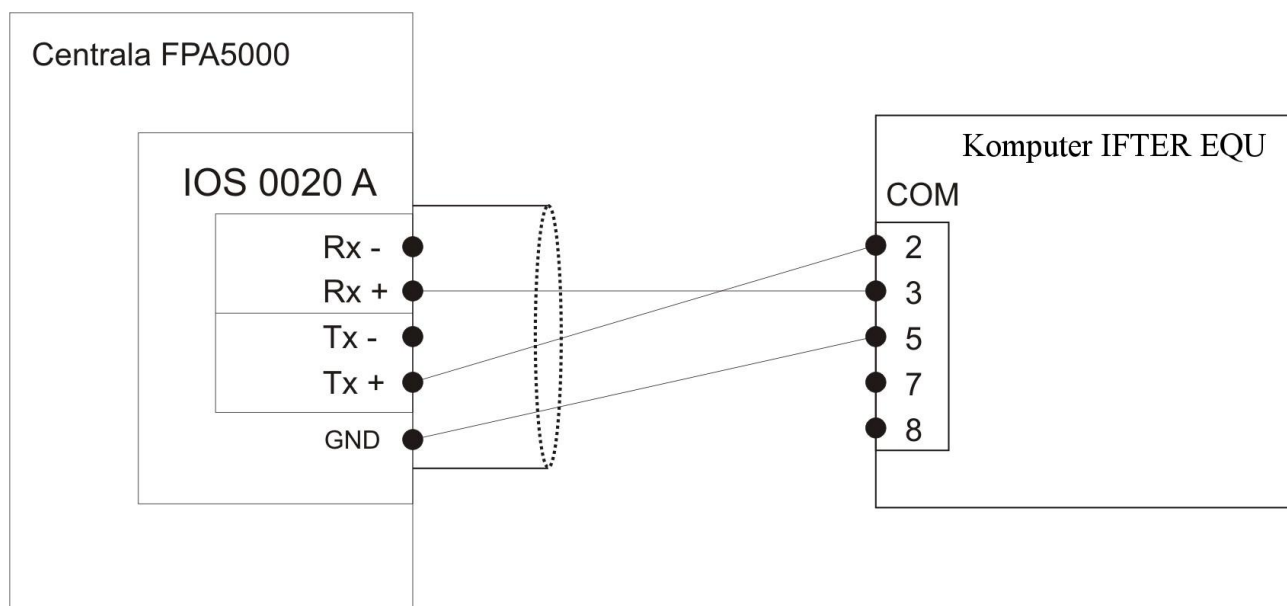 Centrala FPA5000
IOS 0020 A
Rx -
Rx +
Tx -
Tx +
GND
Komputer IFTER EQU
COM
2
3
5
7
8